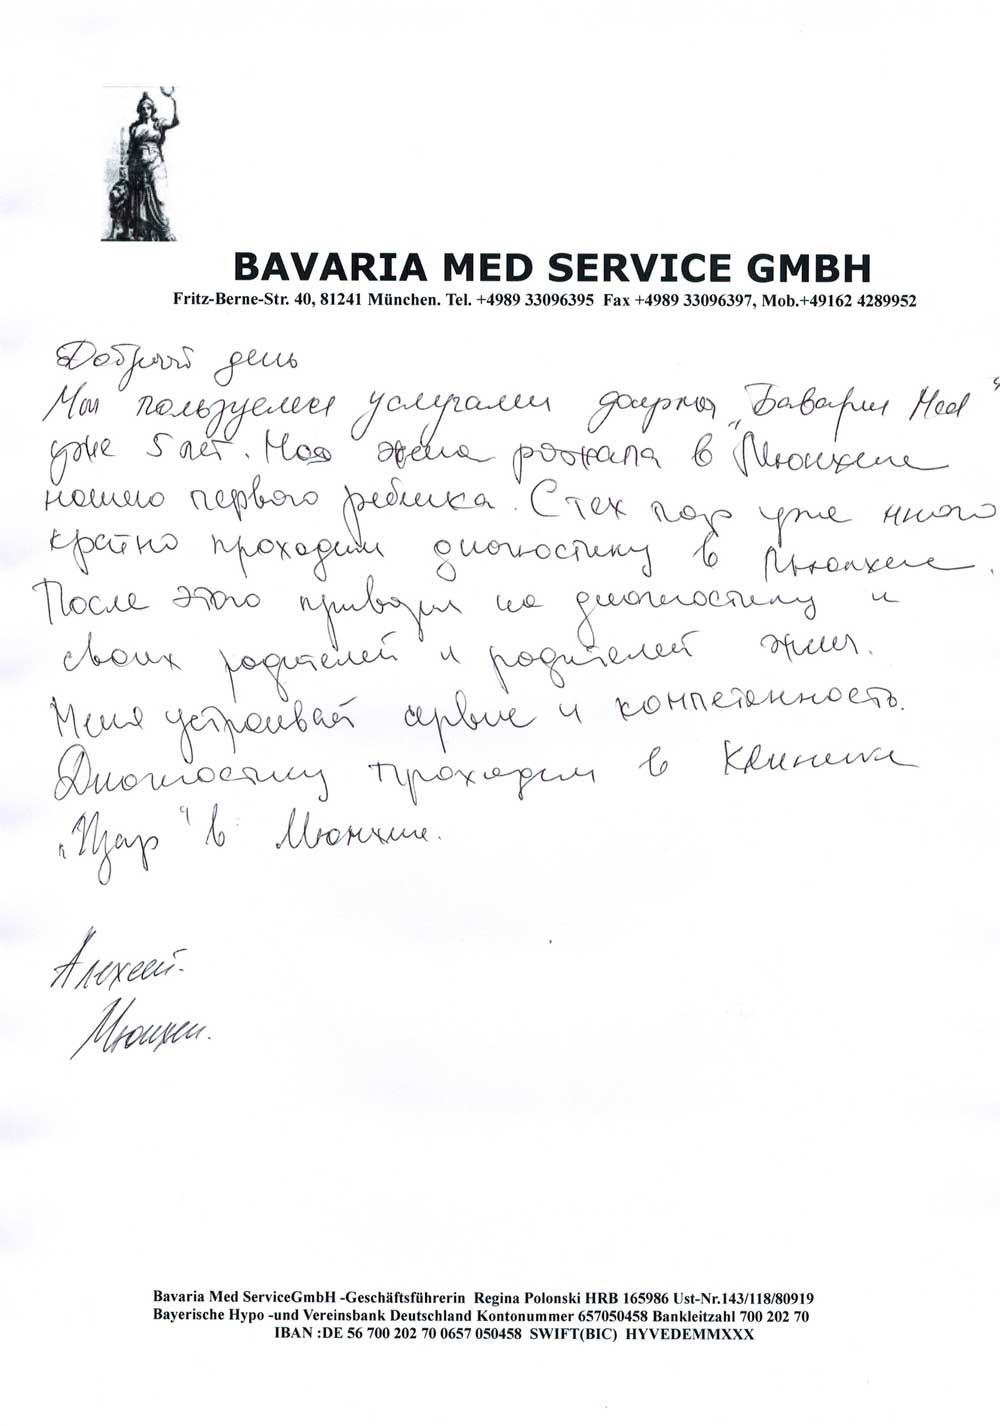 BAVARIA MED SERVICE GMBH
Fritz-Berne-Str. 40, 81241 München. Tel. +4989 33096395 Fax +4989 33096397, Mob.+49162 4289952
Добрый день
Мы пользуемся услугами фирмы „Бавария Med“
уже 5 лет. Моя жена рожала в Мюнхене
нашего первого ребенка. С тех пор уже много
кратно проходим диагностику в Мюнхене.
После этого привозил на диагностику и
своих родителей и родителей жены.
Меня устраивает сервис и компетенность.
Диагностику проходим в Клинике
„Изар“ в Мюнхене.
Алексей.
Мюнхен.
Bavaria Med ServiceGmbH -Geschäftsführerin Regina Polonski HRB 165986 Ust-Nr.143/118/80919
Bayerische Hypo -und Vereinsbank Deutschland Kontonummer 657050458 Bankleitzahl 700 202 70
IBAN :DE 56 700 202 70 0657 050458 SWIFT(BIC) HYVEDEMMXXX